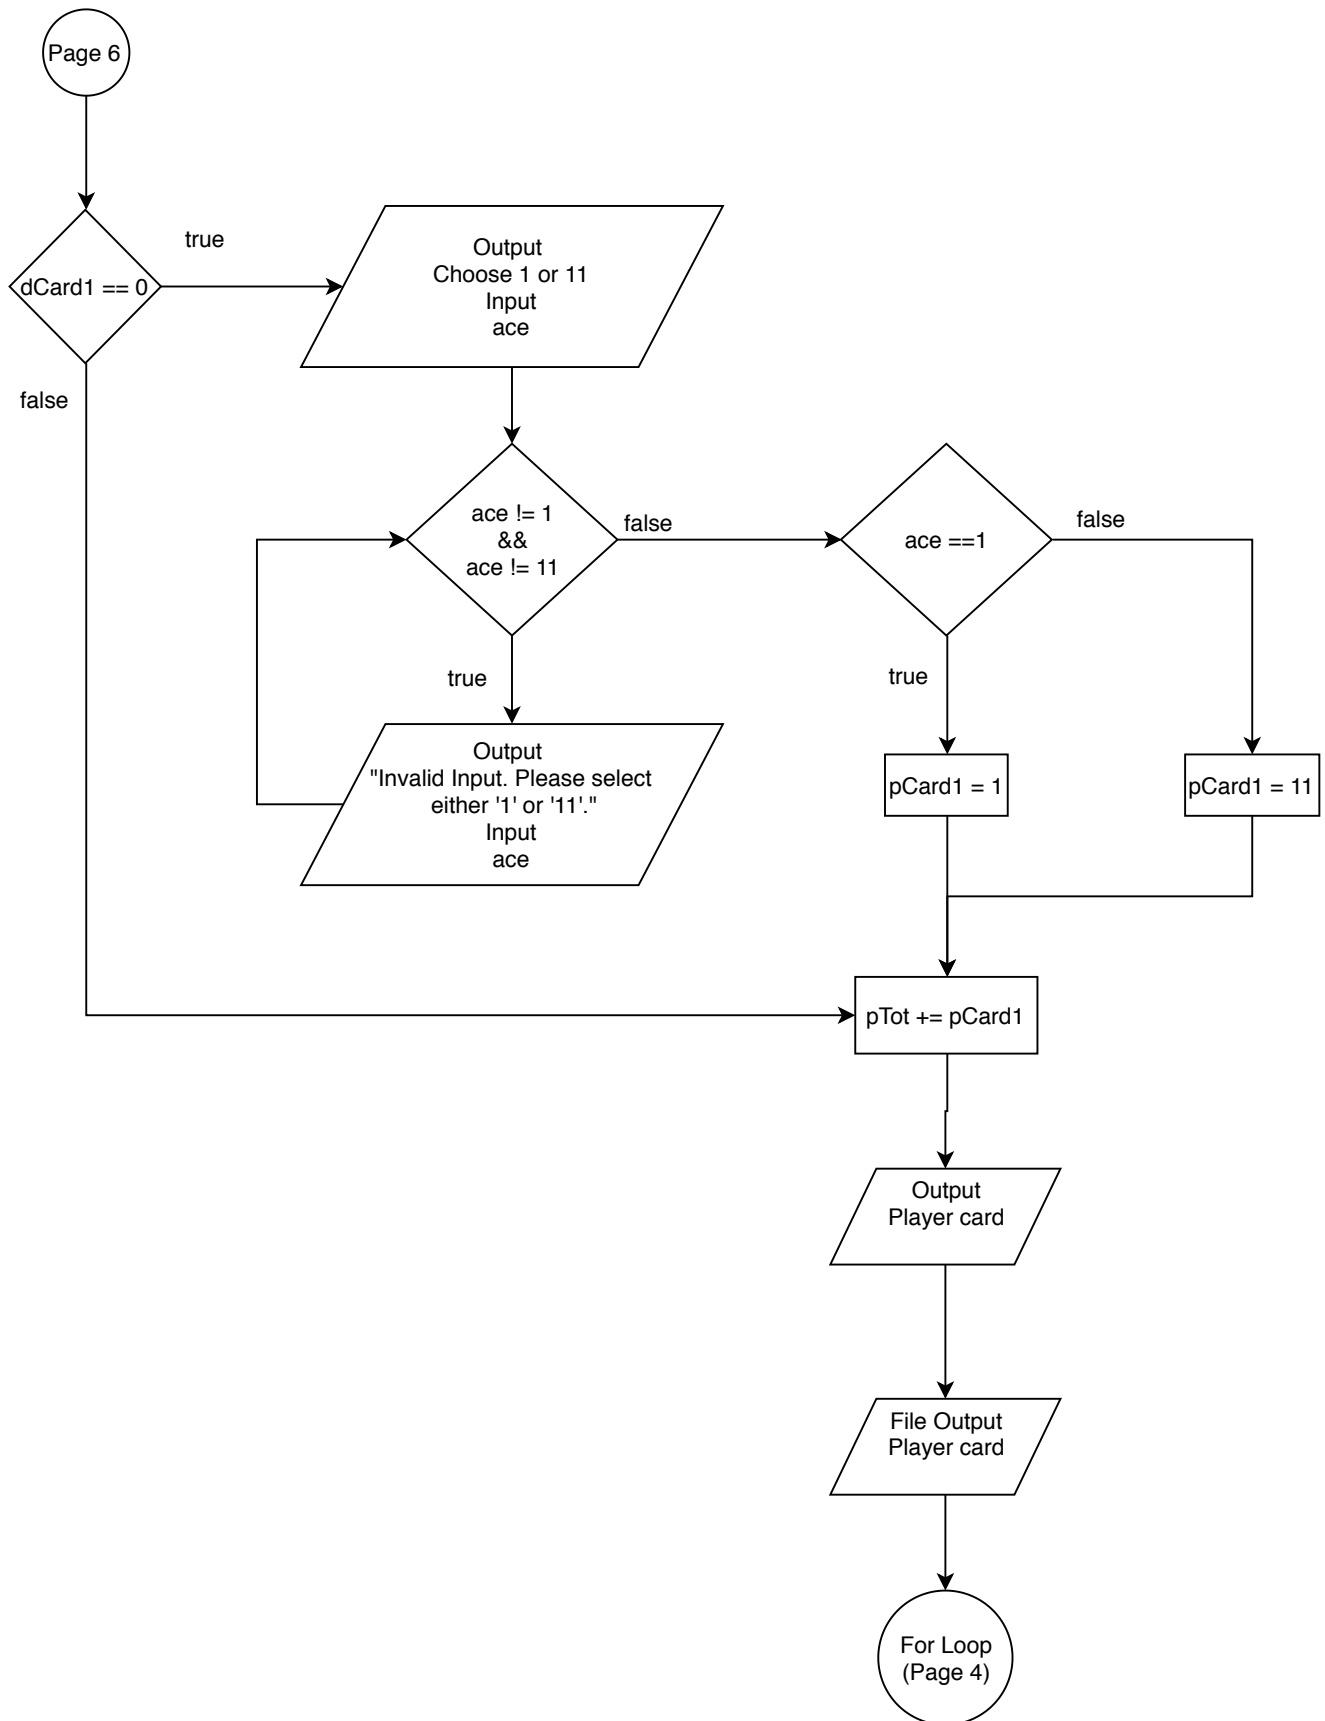 Page 6
dCard1 == 0
true
false
Output
Choose 1 or 11
Input
ace
ace != 1
&&
ace != 11
false
true
Output
"Invalid Input. Please select
either '1' or '11'."
Input
ace
ace ==1
false
true
pCard1 = 1
pCard1 = 11
pTot += pCard1
Output
Player card
File Output
Player card
For Loop
(Page 4)